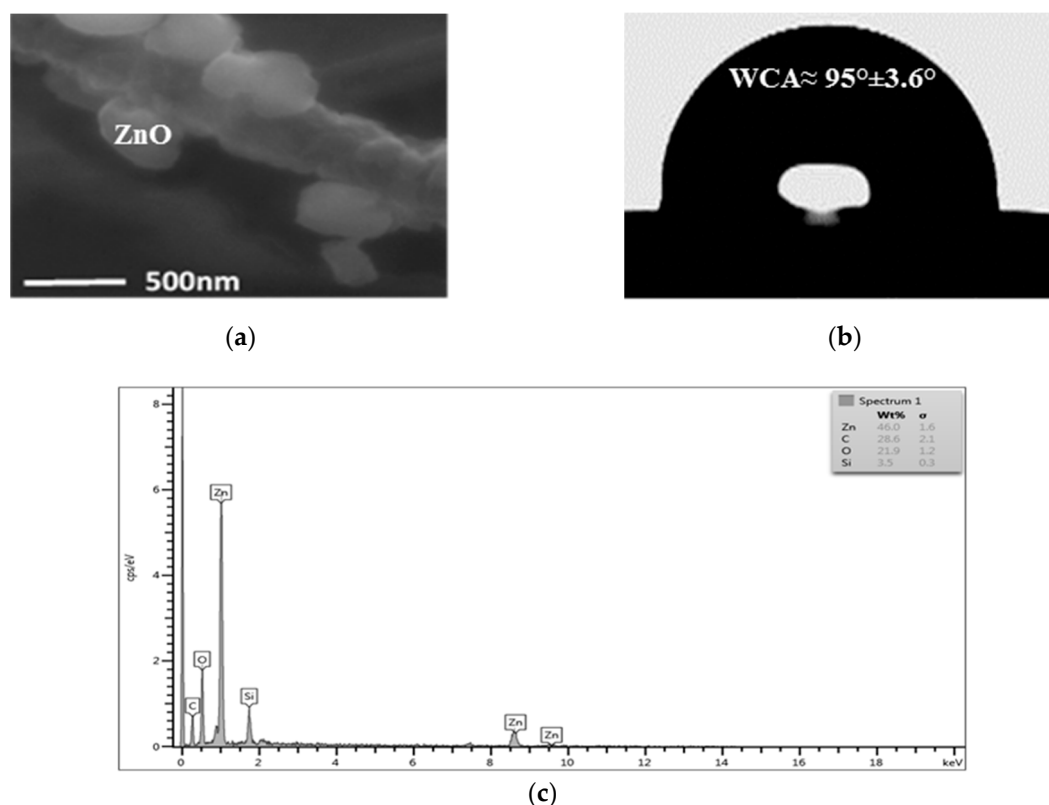 ZnO
500nm
(a)
WCA≈ 95°±3.6°
(b)
8
6
4
2
0
cps/eV
Zn
O
C
Si
Zn
Zn
0 2 4 6 8 10 12 14 16 18 keV
Spectrum 1
Wt% σ
Zn 46.0 1.6
C 28.6 2.1
O 21.9 1.2
Si 3.5 0.3
(c)